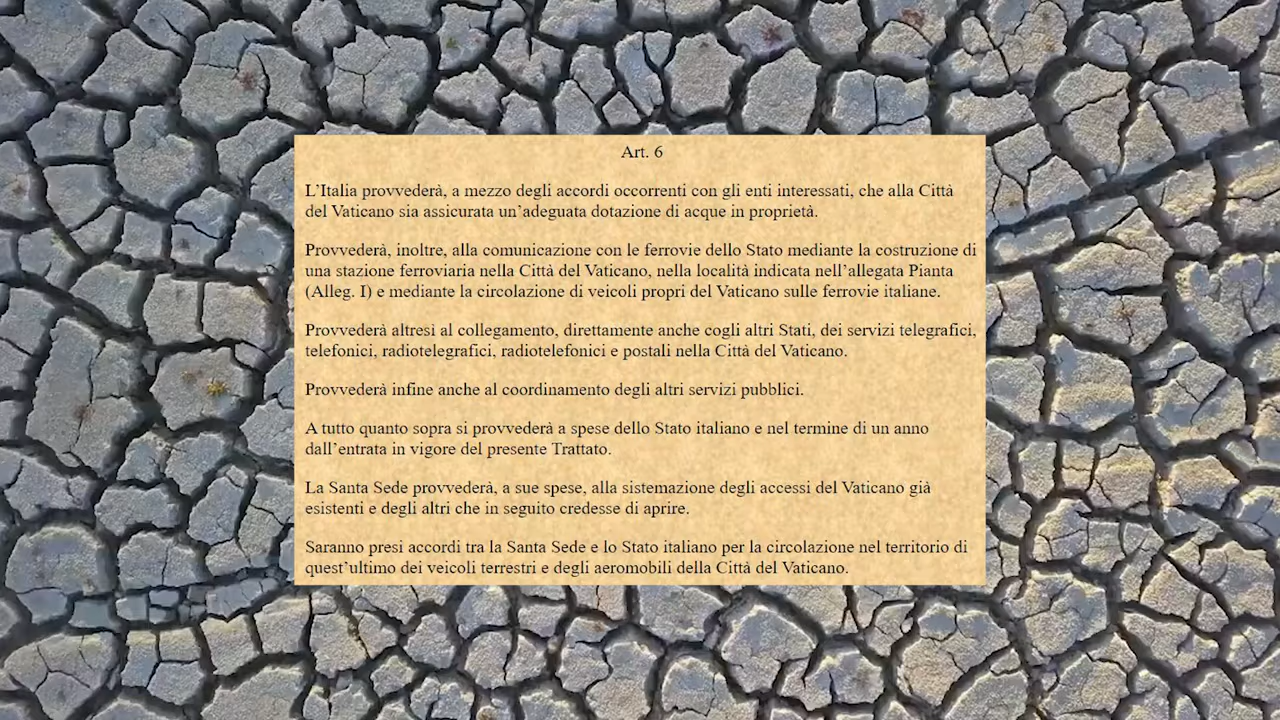 Art. 6
L’Italia provvederà, a mezzo degli accordi occorrenti con gli enti interessati, che alla Città
del Vaticano sia assicurata un’adeguata dotazione di acque in proprietà.
Provvederà, inoltre, alla comunicazione con le ferrovie dello Stato mediante la costruzione di
una stazione ferroviaria nella Città del Vaticano, nella località indicata nell’allegata Pianta
(Alleg. I) e mediante la circolazione di veicoli propri del Vaticano sulle ferrovie italiane.
Provvederà altresì al collegamento, direttamente anche cogli altri Stati, dei servizi telegrafici,
telefonici, radiotelegrafici, radiotelefonici e postali nella Città del Vaticano.
Provvederà infine anche al coordinamento degli altri servizi pubblici.
A tutto quanto sopra si provvederà a spese dello Stato italiano e nel termine di un anno
dall’entrata in vigore del presente Trattato.
La Santa Sede provvederà, a sue spese, alla sistemazione degli accessi del Vaticano già
esistenti e degli altri che in seguito credesse di aprire.
Saranno presi accordi tra la Santa Sede e lo Stato italiano per la circolazione nel territorio di
quest’ultimo dei veicoli terrestri e degli aeromobili della Città del Vaticano.